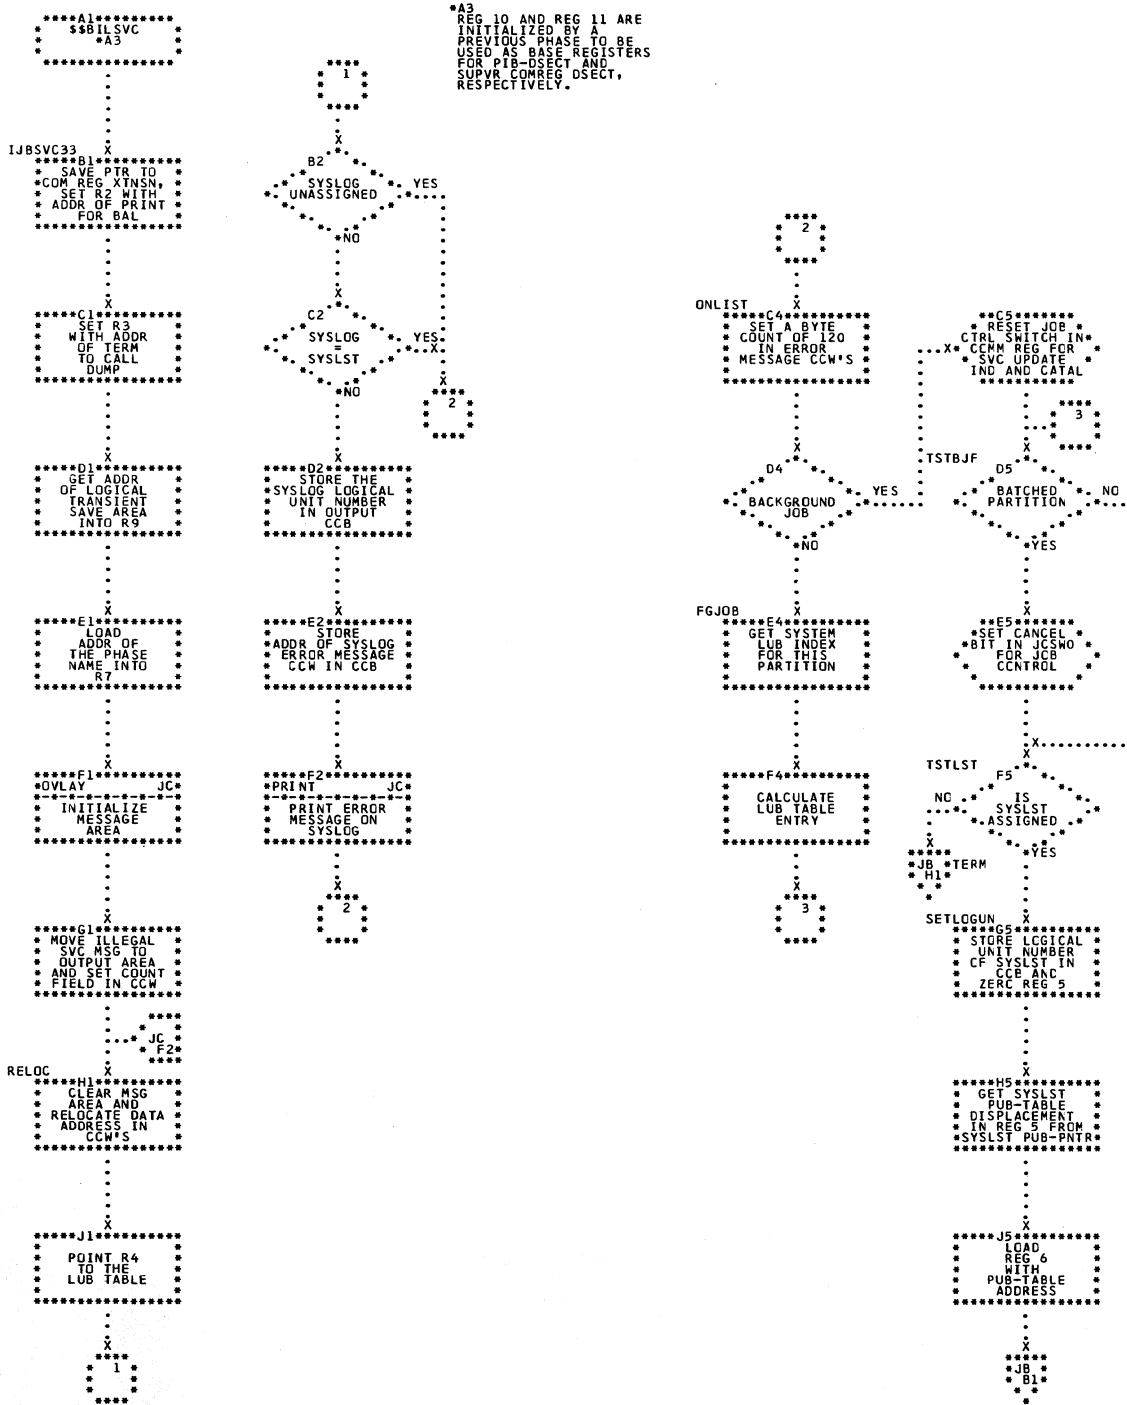 A1
$$BILSVC
*A3
*A3
REG 10 AND REG 11 ARE
INITIALIZED BY A
PREVIOUS PHASE TO BE
USED AS BASE REGISTERS
FOR PIB-DSECT AND
SUPVR COMREG DSECT,
RESPECTIVELY.
IJBSVC33
B1
SAVE PTR TO
COM REG XTNSN,
SET R2 WITH
ADDR OF PRINT
FOR BAL
C1
SET R3
WITH ADDR
OF TERM
TO CALL
DUMP
D1
GET ADDR
OF LOGICAL
TRANSIENT
SAVE AREA
INTO R9
E1
LOAD
ADDR OF
THE PHASE
NAME INTO
R7
F1
OVLAY JC
INITIALIZE
MESSAGE
AREA
G1
MOVE ILLEGAL
SVC MSG TO
OUTPUT AREA
AND SET COUNT
FIELD IN CCW
JC
F2
RELOC
H1
CLEAR MSG
AREA AND
RELOCATE DATA
ADDRESS IN
CCW'S
J1
POINT R4
TO THE
LUB TABLE
1
1
B2
SYSLOG
UNASSIGNED
YES
NO
C2
SYSLOG
=
SYSLST
YES
NO
2
D2
STORE THE
SYSLOG LOGICAL
UNIT NUMBER
IN OUTPUT
CCB
E2
STORE
ADDR OF SYSLOG
ERROR MESSAGE
CCW IN CCB
F2
PRINT JC
PRINT ERROR
MESSAGE ON
SYSLOG
2
2
ONLIST
C4
SET A BYTE
COUNT OF 120
IN ERROR
MESSAGE CCW'S
D4
BACKGROUND
JOB
YES
NO
FGJOB
E4
GET SYSTEM
LUB INDEX
FOR THIS
PARTITION
F4
CALCULATE
LUB TABLE
ENTRY
3
C5
RESET JOB
CTRL SWITCH IN
CCMM REG FOR
SVC UPDATE
IND AND CATAL
3
TSTBJF
D5
BATCHED
PARTITION
NO
YES
E5
SET CANCEL
BIT IN JCSWO
FOR JCB
CCNTROL
TSTLST
F5
IS
SYSLST
ASSIGNED
NC
YES
JB
H1
TERM
SETLOGUN
G5
STORE LCGICAL
UNIT NUMBER
CF SYSLST IN
CCB ANC
ZERC REG 5
H5
GET SYSLST
PUB-TABLE
DISPLACEMENT
IN REG 5 FROM
SYSLST PUB-PNTR
J5
LOAD
REG 6
WITH
PUB-TABLE
ADDRESS
JB
B1